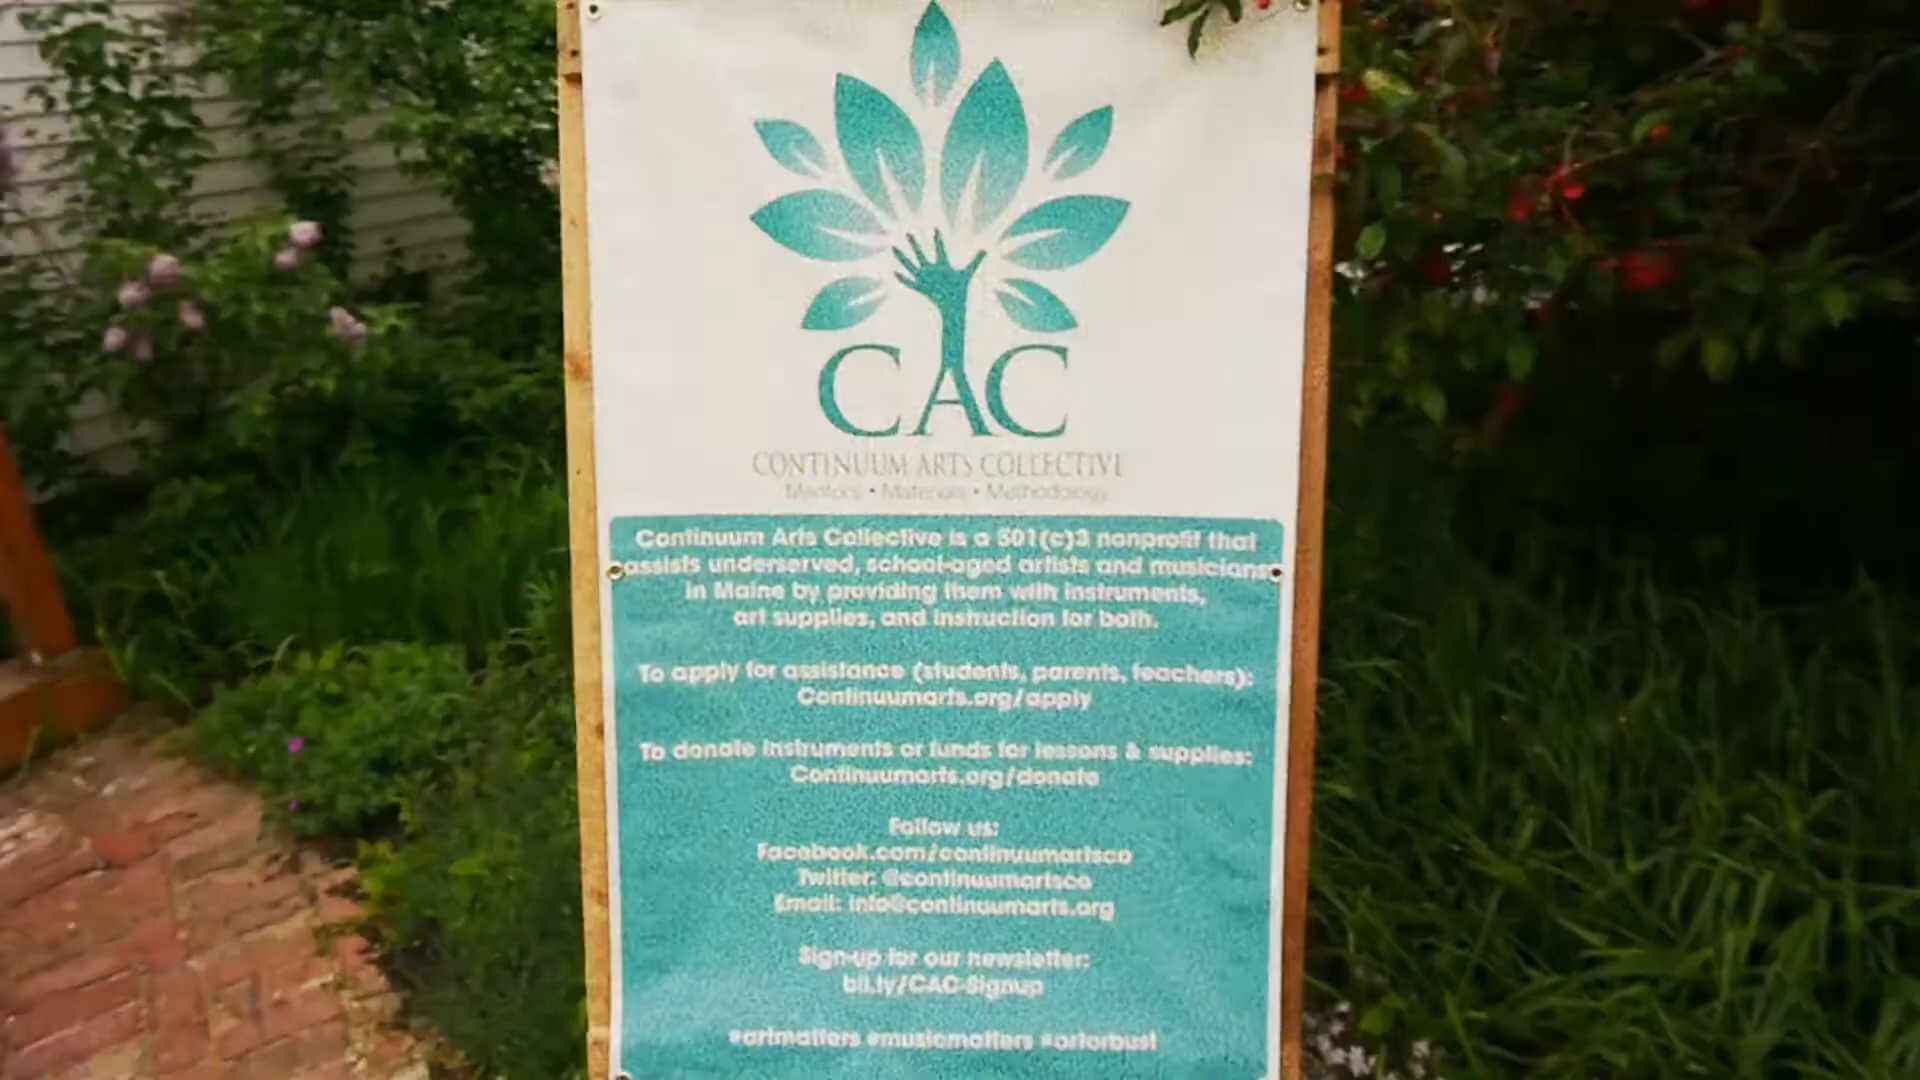 CAC
CONTINUUM ARTS COLLECTIVE
Mentors • Materials • Methodology
Continuum Arts Collective is a 501(c)3 nonprofit that
assists underserved, school-aged artists and musicians
in Maine by providing them with instruments,
art supplies, and instruction for both.
To apply for assistance (students, parents, teachers):
Continuumarts.org/apply
To donate instruments or funds for lessons & supplies:
Continuumarts.org/donate
Follow us:
Facebook.com/continuumartsco
Twitter: @continuumartsco
Email: info@continuumarts.org
Sign-up for our newsletter:
bit.ly/CAC-Signup
#artmatters #musicmatters #artorbust